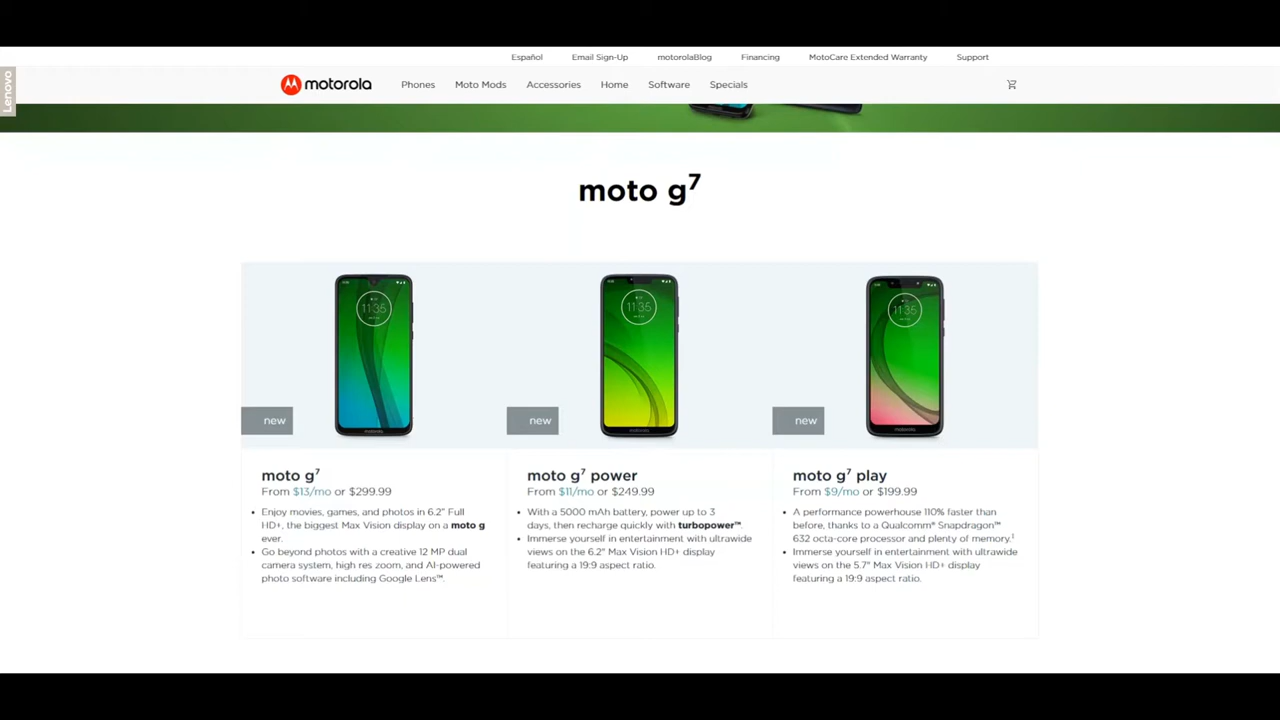 Español Email Sign-Up motorolaBlog Financing MotoCare Extended Warranty Support
Lenovo
motorola Phones Moto Mods Accessories Home Software Specials
moto g7
11:35
11:35
11:35
new
new
new
moto g7
From $13/mo or $299.99
• Enjoy movies, games, and photos in 6.2" Full
HD+, the biggest Max Vision display on a moto g
ever.
• Go beyond photos with a creative 12 MP dual
camera system, high res zoom, and AI-powered
photo software including Google Lens™.
moto g7 power
From $11/mo or $249.99
• With a 5000 mAh battery, power up to 3
days, then recharge quickly with turbopower™.
• Immerse yourself in entertainment with ultrawide
views on the 6.2" Max Vision HD+ display
featuring a 19:9 aspect ratio.
moto g7 play
From $9/mo or $199.99
• A performance powerhouse 110% faster than
before, thanks to a Qualcomm® Snapdragon™
632 octa-core processor and plenty of memory.1
• Immerse yourself in entertainment with ultrawide
views on the 5.7" Max Vision HD+ display
featuring a 19:9 aspect ratio.